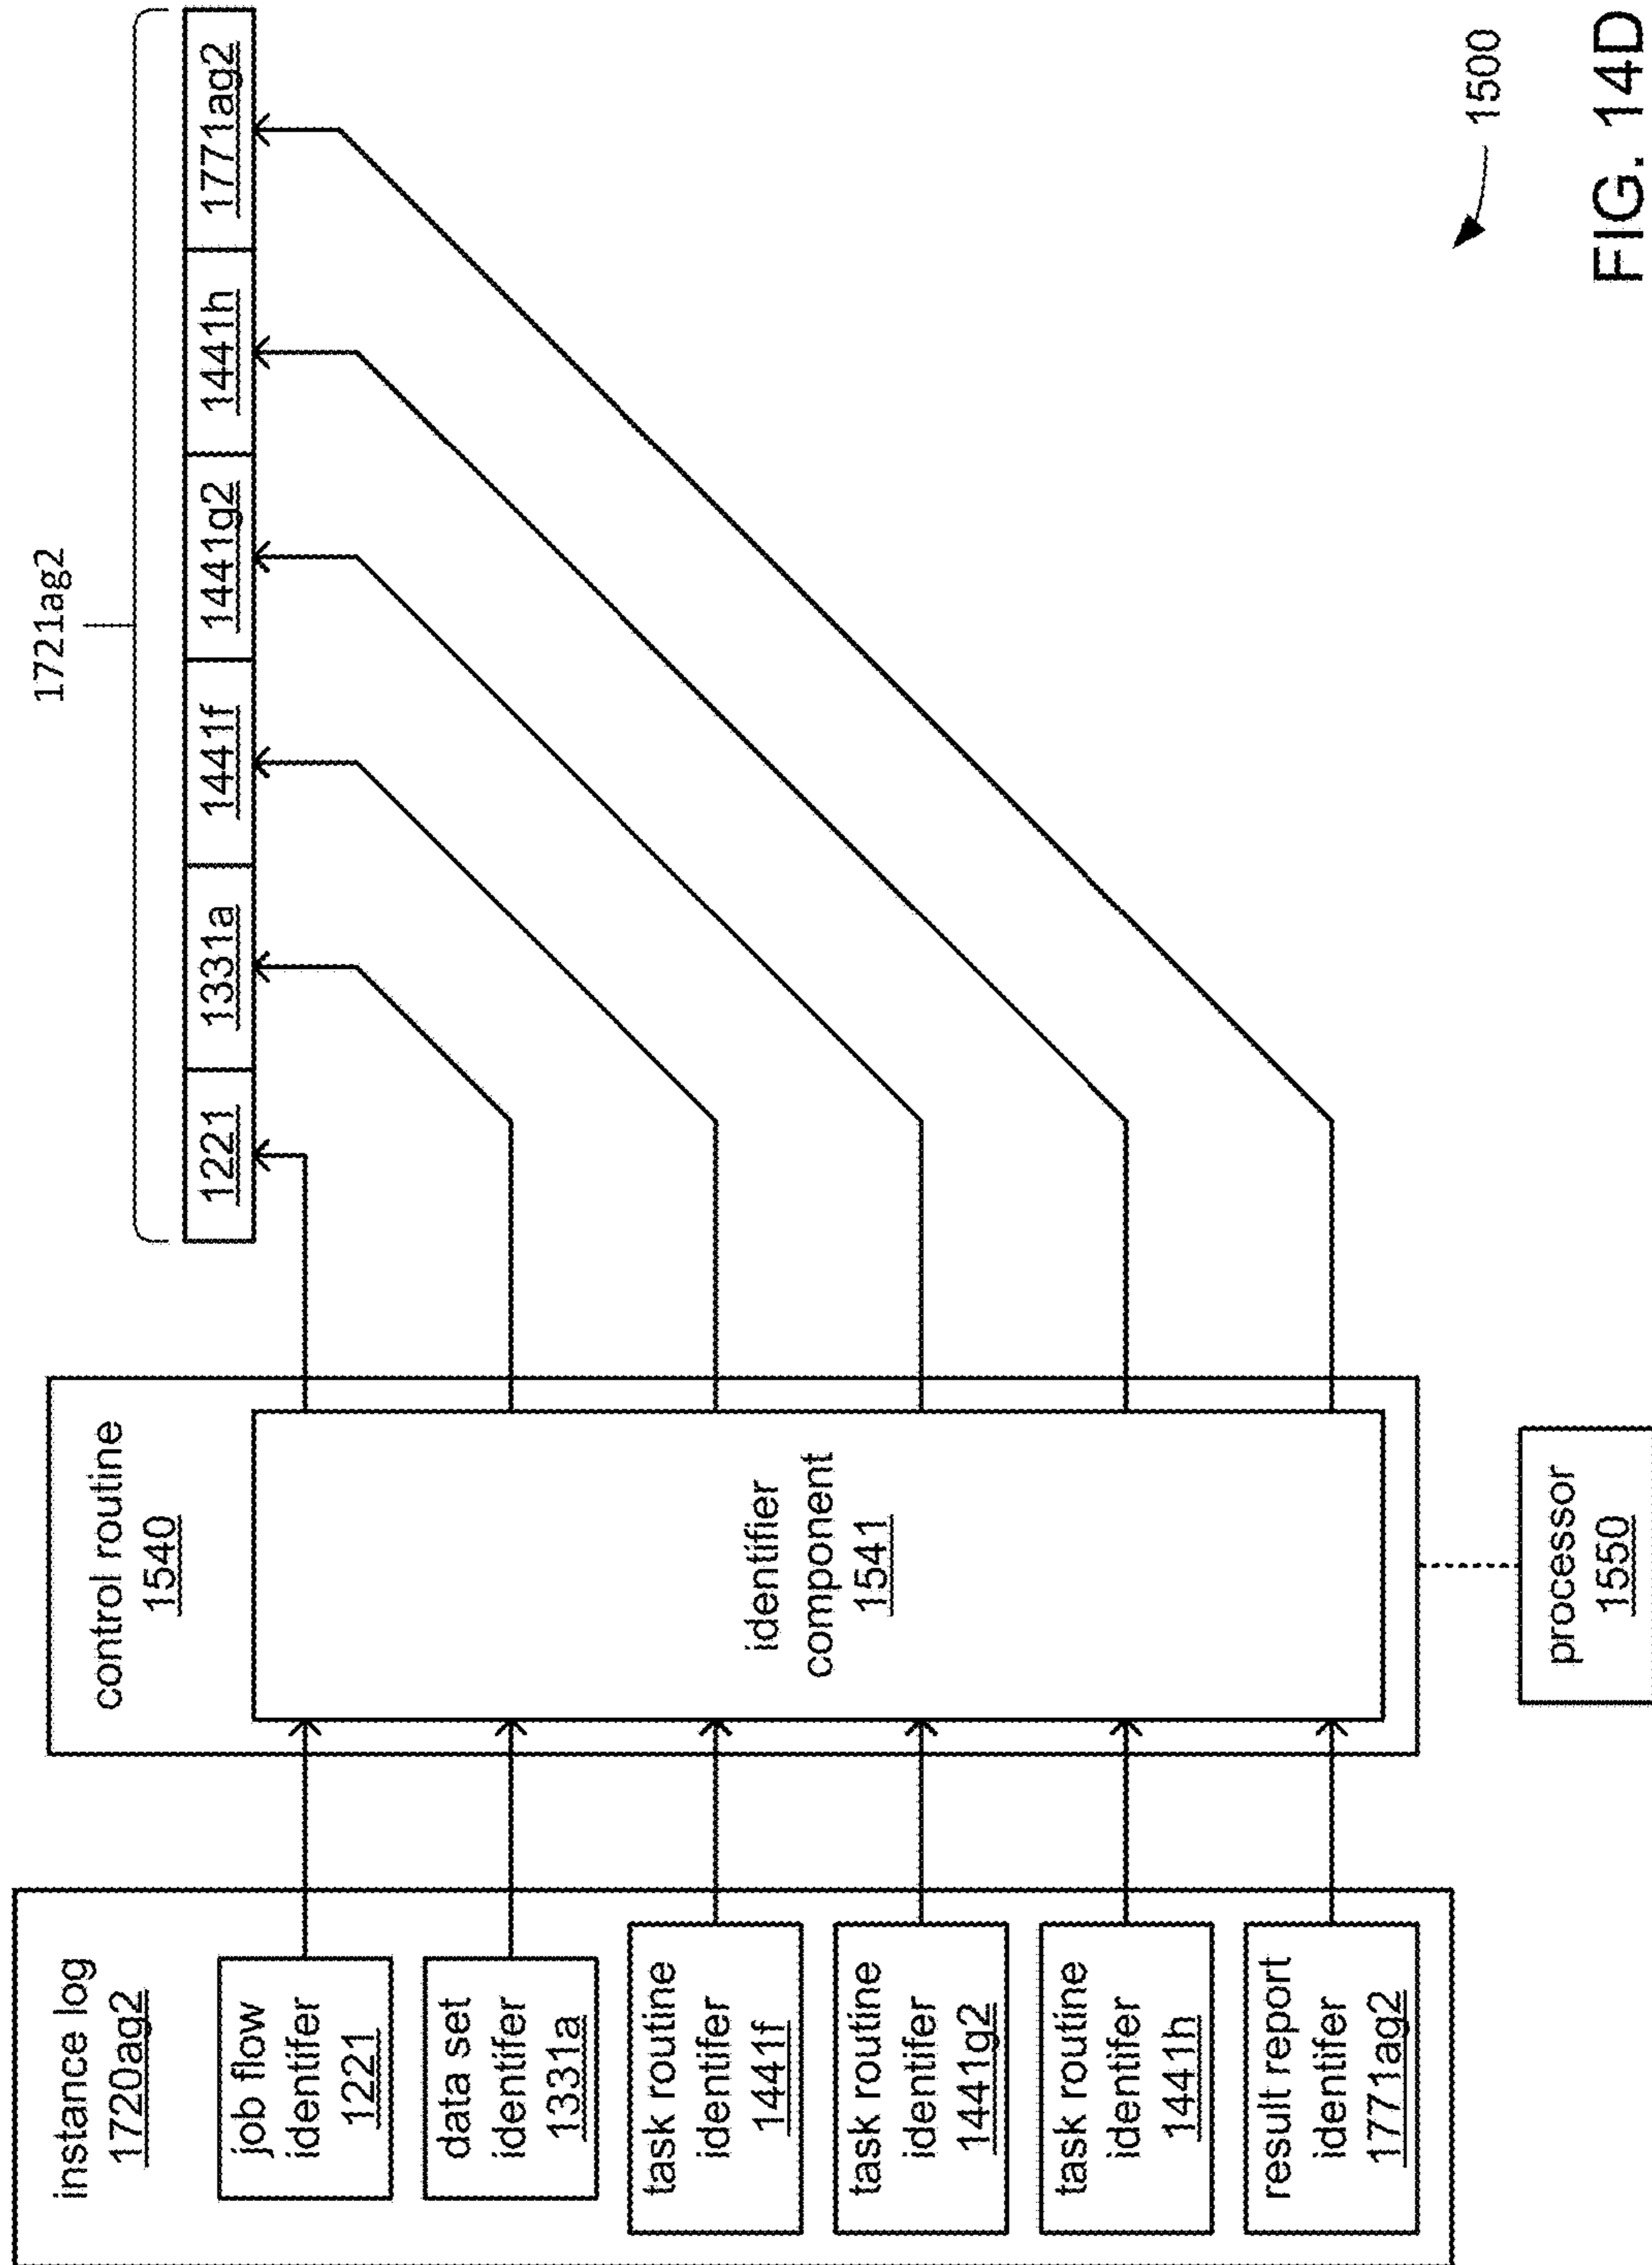 1721ag2
instance log
1720ag2
job flow
identifer
1221
data set
identifer
1331a
task routine
identifer
1441f
task routine
identifer
1441g2
task routine
identifer
1441h
result report
identifer
1771ag2
control routine
1540
identifier
component
1541
processor
1550
1221
1331a
1441f
1441g2
1441h
1771ag2
1500
FIG. 14D